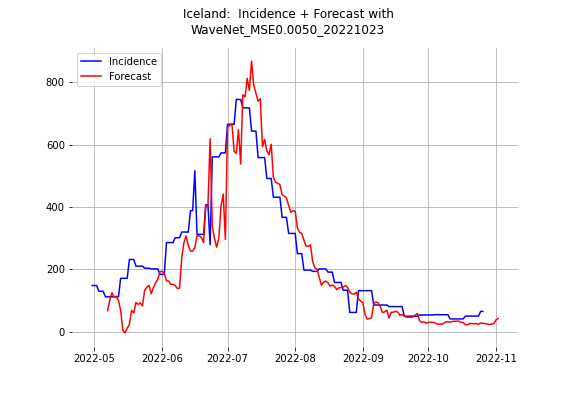 Iceland:  Incidence + Forecast with
WaveNet_MSE0.0050_20221023
Incidence
Forecast
800
600
400
200
0
2022-05 2022-06 2022-07 2022-08 2022-09 2022-10 2022-11